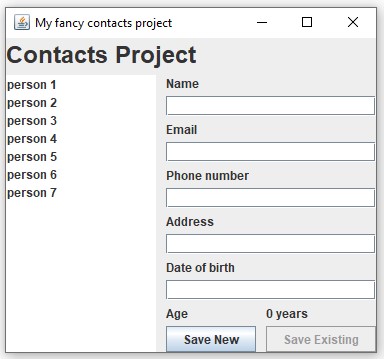 My fancy contacts project
Contacts Project
person 1
person 2
person 3
person 4
person 5
person 6
person 7
Name
Email
Phone number
Address
Date of birth
Age 0 years
Save New Save Existing